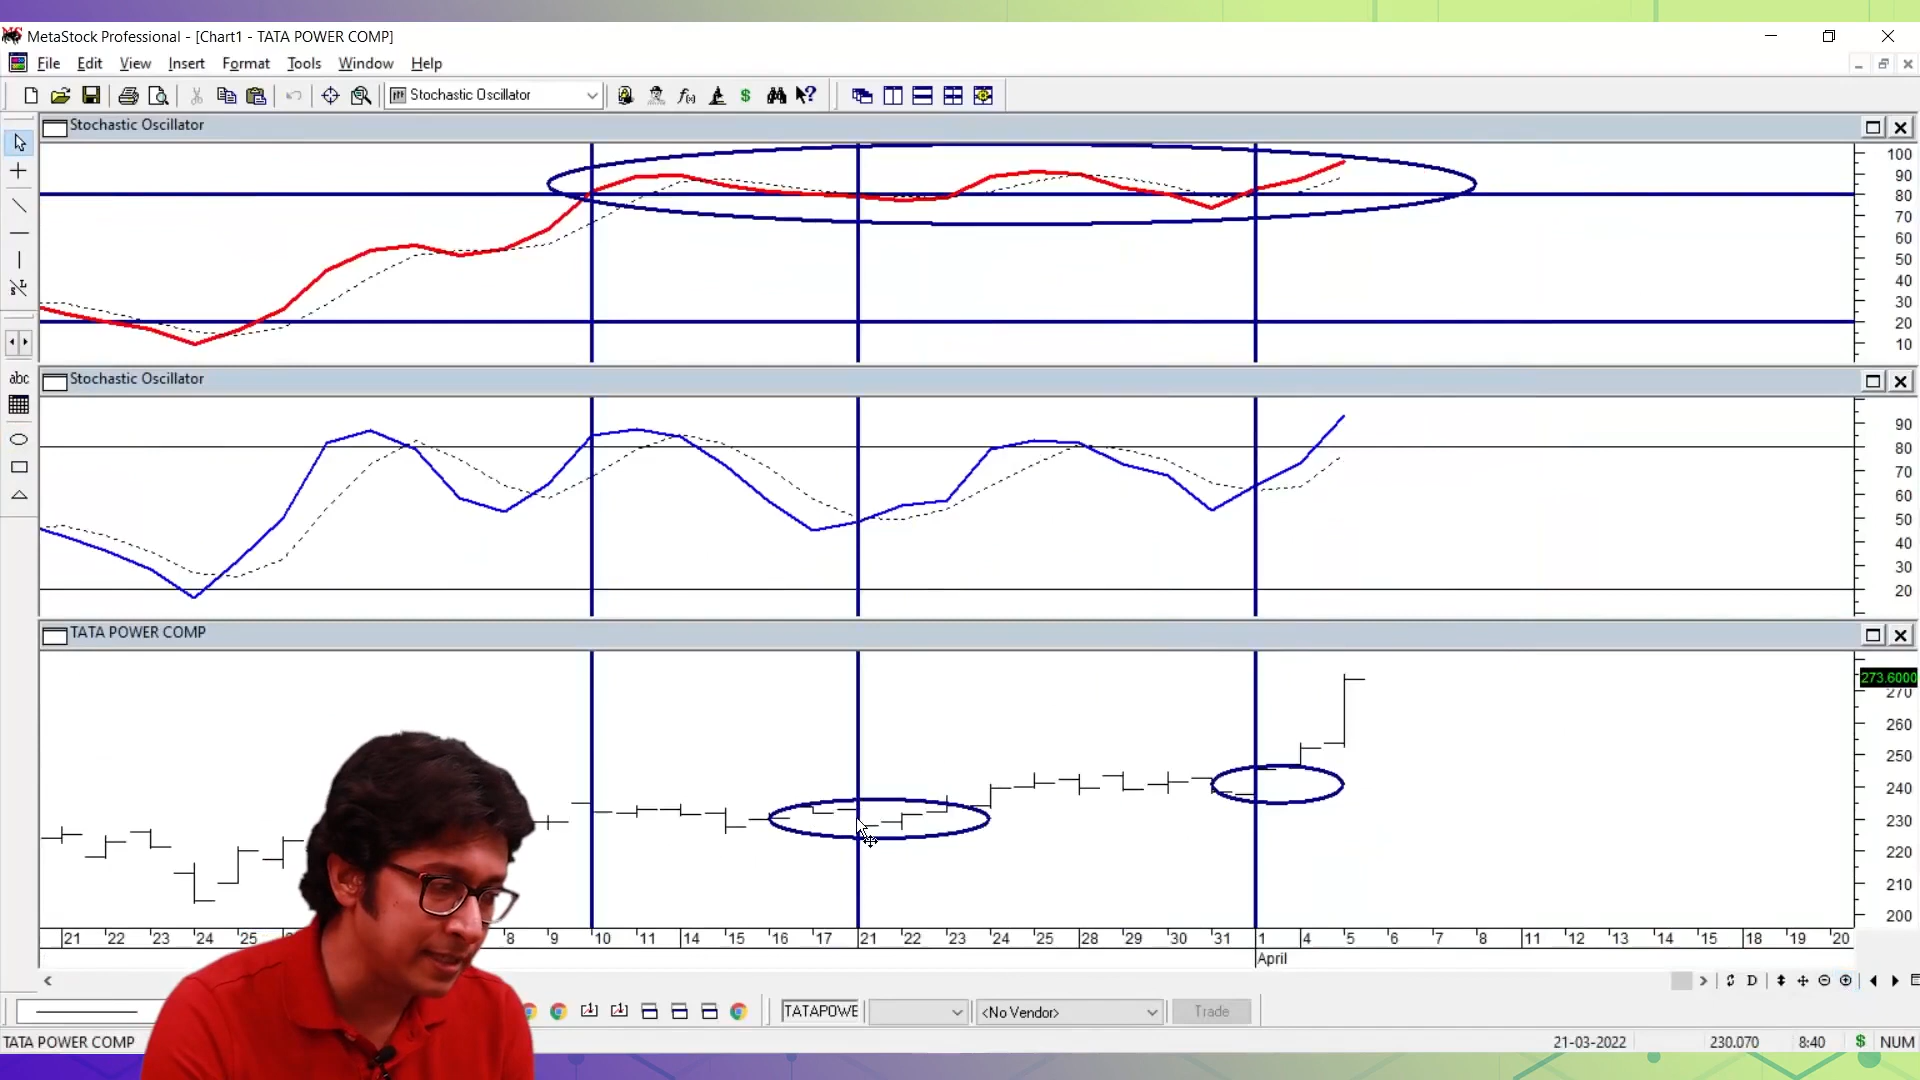 MetaStock Professional - [Chart1 - TATA POWER COMP]
File Edit View Insert Format Tools Window Help
Stochastic Oscillator
Stochastic Oscillator
100
90
80
70
60
50
40
30
20
10
abc
Stochastic Oscillator
90
80
70
60
50
40
30
20
TATA POWER COMP
273.6000
270
260
250
240
230
220
210
200
21 22 23 24 25 8 9 10 11 14 15 16 17 21 22 23 24 25 28 29 30 31 1 4 5 6 7 8 11 12 13 14 15 18 19 20
April
D
TATAPOWE <No Vendor> Trade
TATA POWER COMP 21-03-2022 230.070 8:40 $ NUM